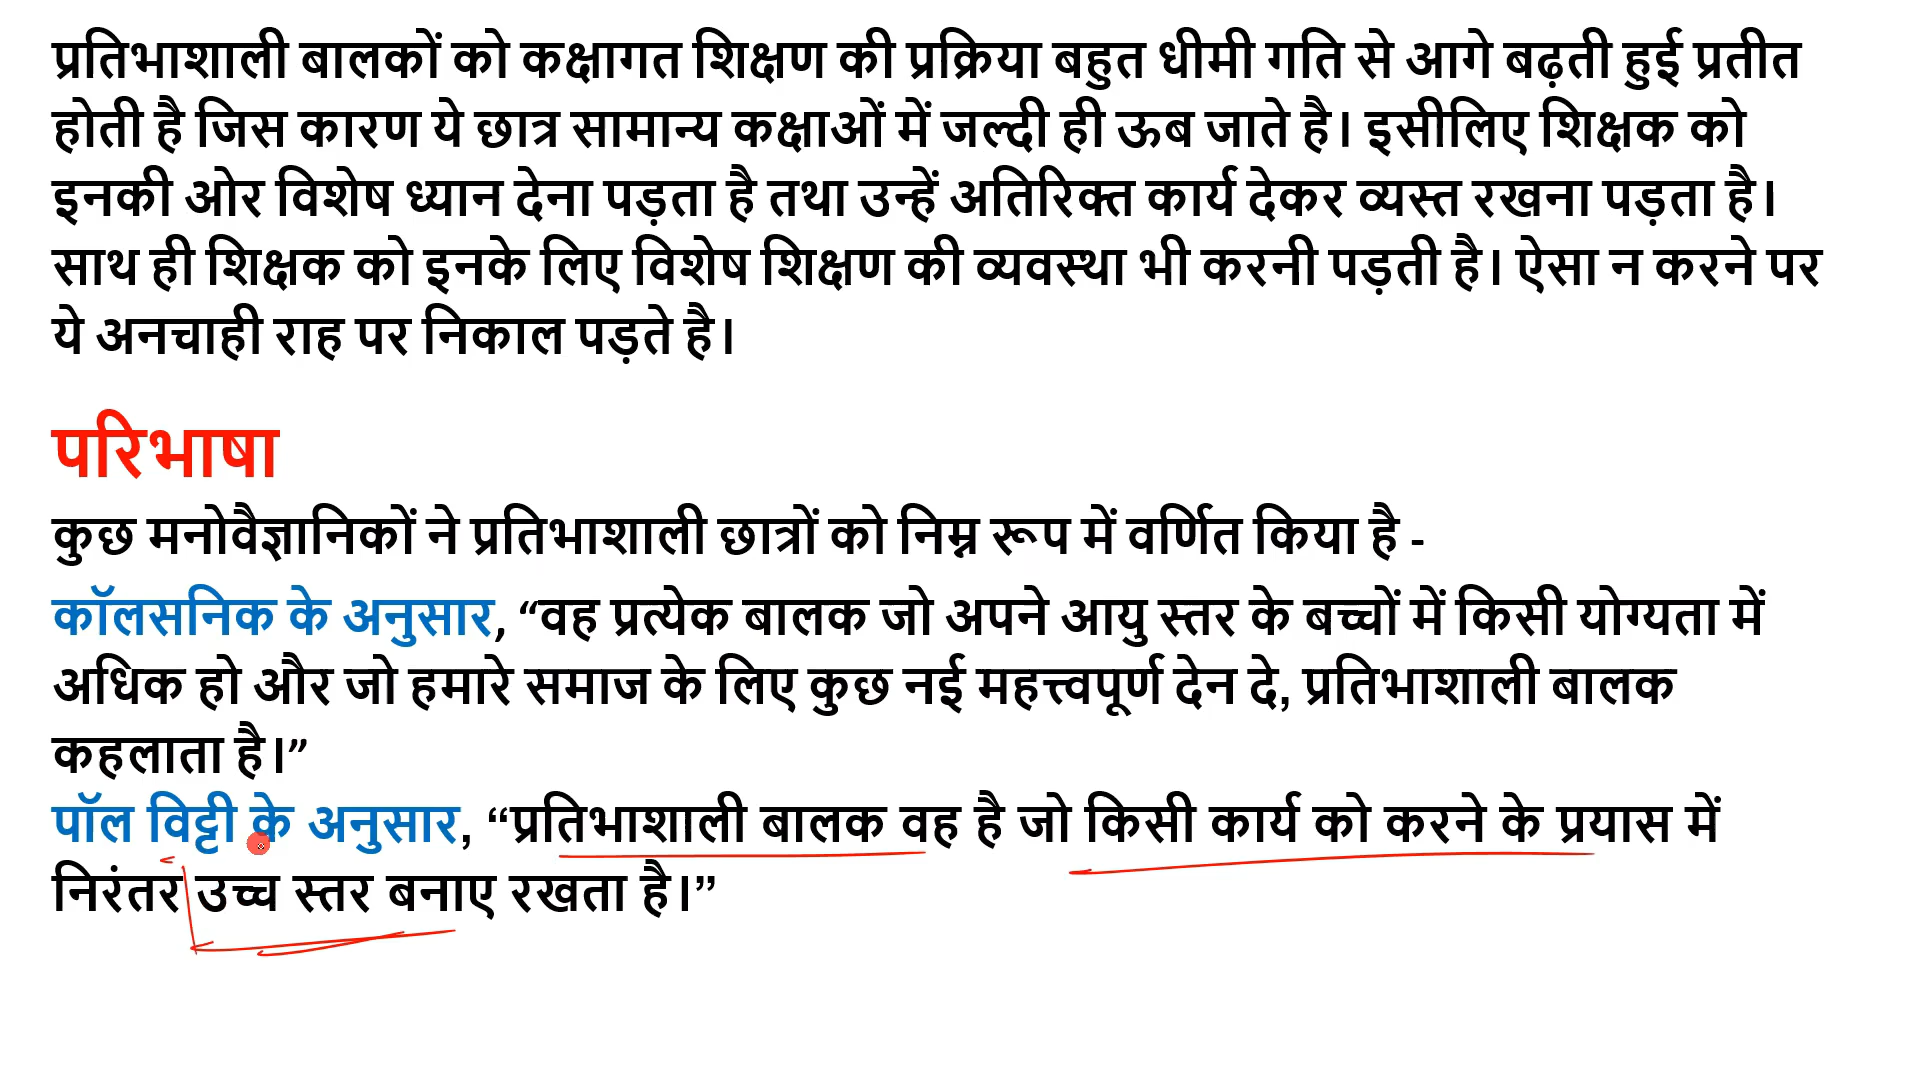 प्रतिभाशाली बालकों को कक्षागत शिक्षण की प्रक्रिया बहुत धीमी गति से आगे बढ़ती हुई प्रतीत
होती है जिस कारण ये छात्र सामान्य कक्षाओं में जल्दी ही ऊब जाते है। इसीलिए शिक्षक को
इनकी ओर विशेष ध्यान देना पड़ता है तथा उन्हें अतिरिक्त कार्य देकर व्यस्त रखना पड़ता है।
साथ ही शिक्षक को इनके लिए विशेष शिक्षण की व्यवस्था भी करनी पड़ती है। ऐसा न करने पर
ये अनचाही राह पर निकाल पड़ते है।
परिभाषा
कुछ मनोवैज्ञानिकों ने प्रतिभाशाली छात्रों को निम्न रूप में वर्णित किया है -
कॉलसनिक के अनुसार, “वह प्रत्येक बालक जो अपने आयु स्तर के बच्चों में किसी योग्यता में
अधिक हो और जो हमारे समाज के लिए कुछ नई महत्त्वपूर्ण देन दे, प्रतिभाशाली बालक
कहलाता है।”
पॉल विट्टी के अनुसार, “प्रतिभाशाली बालक वह है जो किसी कार्य को करने के प्रयास में
निरंतर उच्च स्तर बनाए रखता है।”